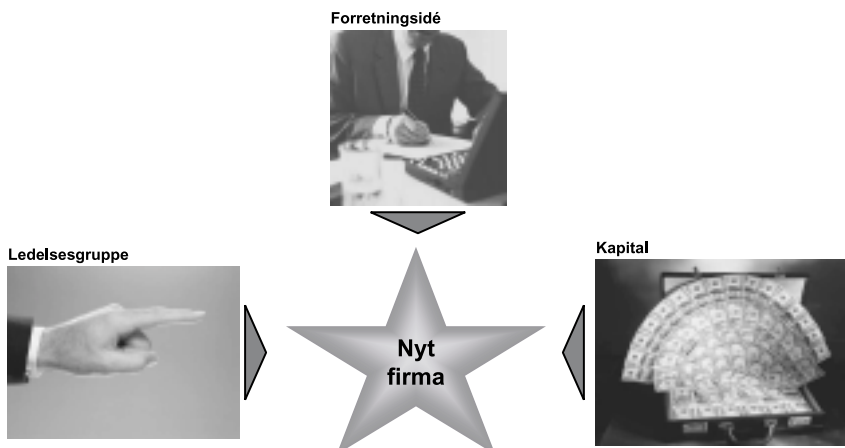 Forretningsidé
Ledelsesgruppe
Kapital
Nyt
firma